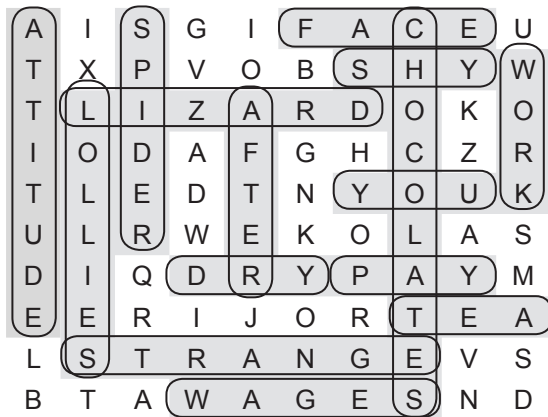 A I S G I F A C E U
T X P V O B S H Y W
T L I Z A R D O K O
I O D A F G H C Z R
T L E D T N Y O U K
U L R W E K O L A S
D I Q D R Y P A Y M
E E R I J O R T E A
L S T R A N G E V S
B T A W A G E S N D